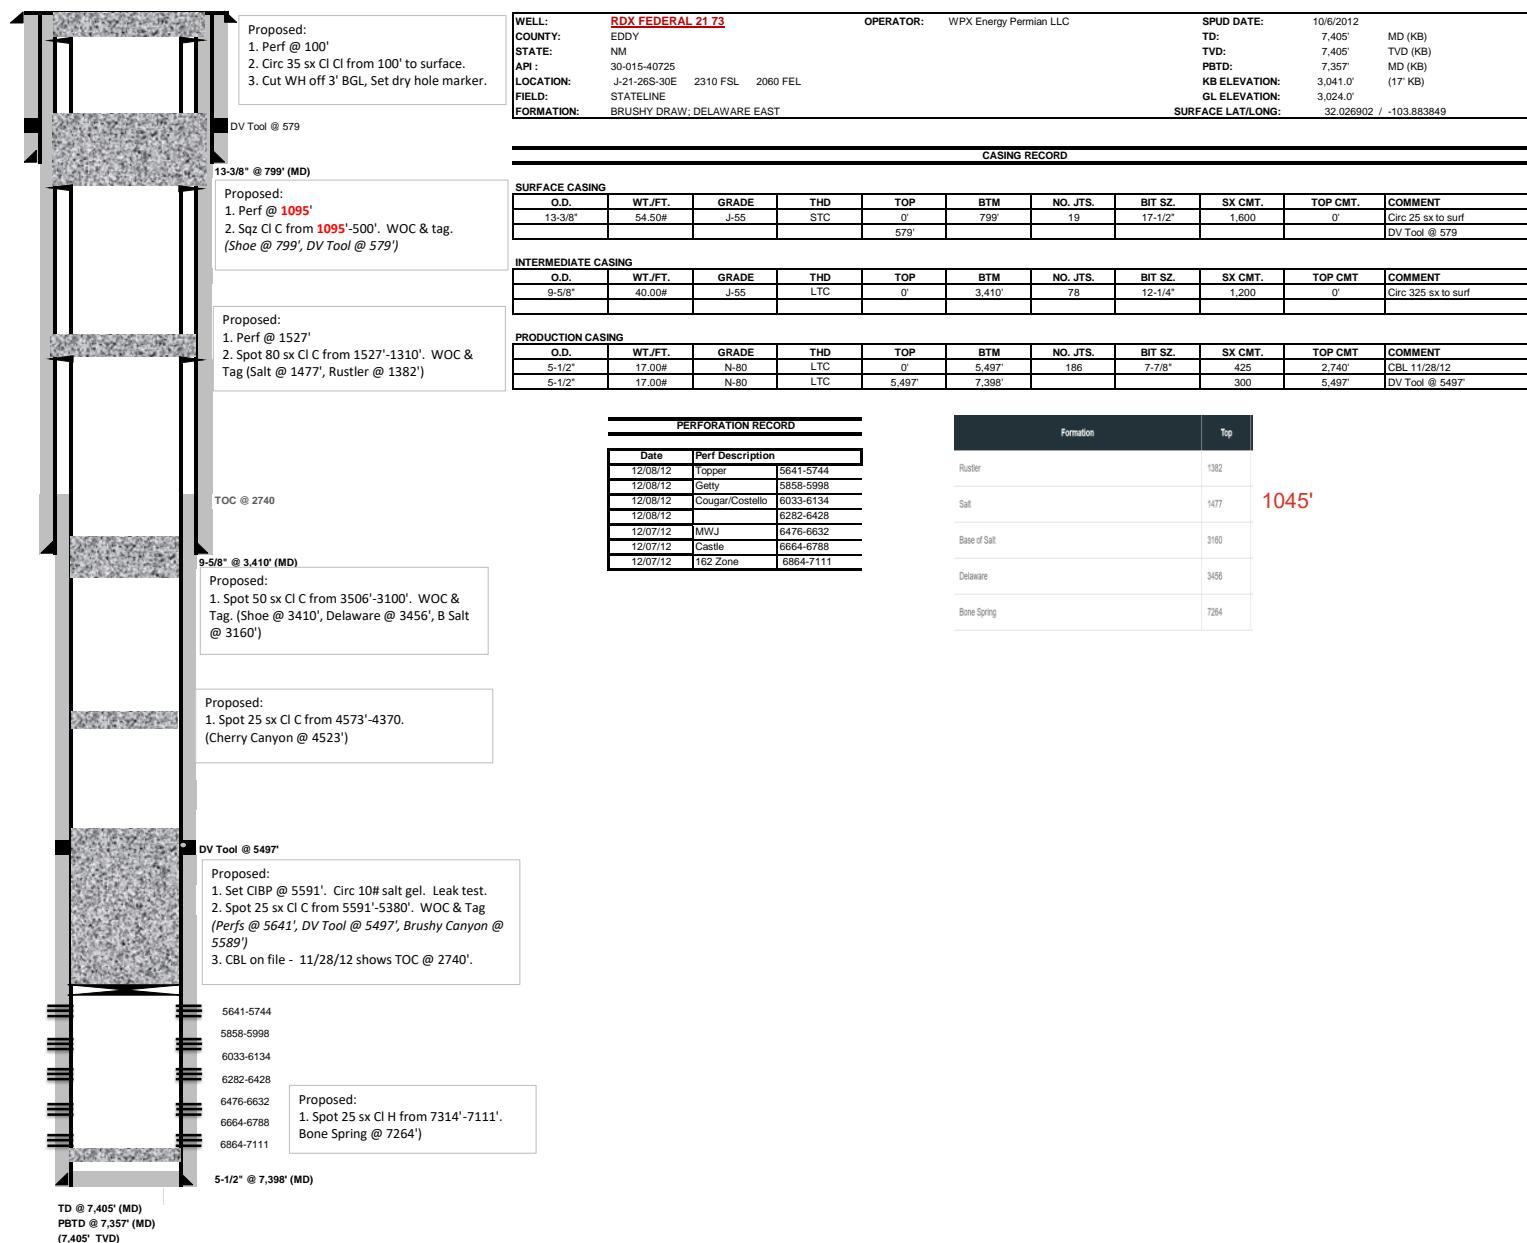 WELL: RDX FEDERAL 21 73 OPERATOR: WPX Energy Permian LLC SPUD DATE: 10/6/2012
COUNTY: EDDY TD: 7,405' MD (KB)
STATE: NM TVD: 7,405' TVD (KB)
API : 30-015-40725 PBTD: 7,357' MD (KB)
LOCATION: J-21-26S-30E 2310 FSL 2060 FEL KB ELEVATION: 3,041.0' (17' KB)
FIELD: STATELINE GL ELEVATION: 3,024.0'
FORMATION: BRUSHY DRAW; DELAWARE EAST SURFACE LAT/LONG: 32.026902 / -103.883849
Proposed:
1. Perf @ 100'
2. Circ 35 sx Cl Cl from 100' to surface.
3. Cut WH off 3' BGL, Set dry hole marker.
DV Tool @ 579
13-3/8" @ 799' (MD)
Proposed:
1. Perf @ 1095'
2. Sqz Cl C from 1095'-500'. WOC & tag.
(Shoe @ 799', DV Tool @ 579')
Proposed:
1. Perf @ 1527'
2. Spot 80 sx Cl C from 1527'-1310'. WOC &
Tag (Salt @ 1477', Rustler @ 1382')
TOC @ 2740
9-5/8" @ 3,410' (MD)
Proposed:
1. Spot 50 sx Cl C from 3506'-3100'. WOC &
Tag. (Shoe @ 3410', Delaware @ 3456', B Salt
@ 3160')
Proposed:
1. Spot 25 sx Cl C from 4573'-4370.
(Cherry Canyon @ 4523')
DV Tool @ 5497'
Proposed:
1. Set CIBP @ 5591'. Circ 10# salt gel. Leak test.
2. Spot 25 sx Cl C from 5591'-5380'. WOC & Tag
(Perfs @ 5641', DV Tool @ 5497', Brushy Canyon @
5589')
3. CBL on file - 11/28/12 shows TOC @ 2740'.
5641-5744
5858-5998
6033-6134
6282-6428
6476-6632
6664-6788
6864-7111
Proposed:
1. Spot 25 sx Cl H from 7314'-7111'.
Bone Spring @ 7264')
5-1/2" @ 7,398' (MD)
TD @ 7,405' (MD)
PBTD @ 7,357' (MD)
(7,405' TVD)
CASING RECORD
SURFACE CASING
O.D. WT./FT. GRADE THD TOP BTM NO. JTS. BIT SZ. SX CMT. TOP CMT. COMMENT
13-3/8" 54.50# J-55 STC 0' 799' 19 17-1/2" 1,600 0' Circ 25 sx to surf
579' DV Tool @ 579
INTERMEDIATE CASING
O.D. WT./FT. GRADE THD TOP BTM NO. JTS. BIT SZ. SX CMT. TOP CMT COMMENT
9-5/8" 40.00# J-55 LTC 0' 3,410' 78 12-1/4" 1,200 0' Circ 325 sx to surf
PRODUCTION CASING
O.D. WT./FT. GRADE THD TOP BTM NO. JTS. BIT SZ. SX CMT. TOP CMT COMMENT
5-1/2" 17.00# N-80 LTC 0' 5,497' 186 7-7/8" 425 2,740' CBL 11/28/12
5-1/2" 17.00# N-80 LTC 5,497' 7,398' 300 5,497' DV Tool @ 5497'
PERFORATION RECORD
Date Perf Description
12/08/12 Topper 5641-5744
12/08/12 Getty 5858-5998
12/08/12 Cougar/Costello 6033-6134
12/08/12 6282-6428
12/07/12 MWJ 6476-6632
12/07/12 Castle 6664-6788
12/07/12 162 Zone 6864-7111
Formation Top
Rustler 1382
Salt 1477 1045'
Base of Salt 3160
Delaware 3456
Bone Spring 7264